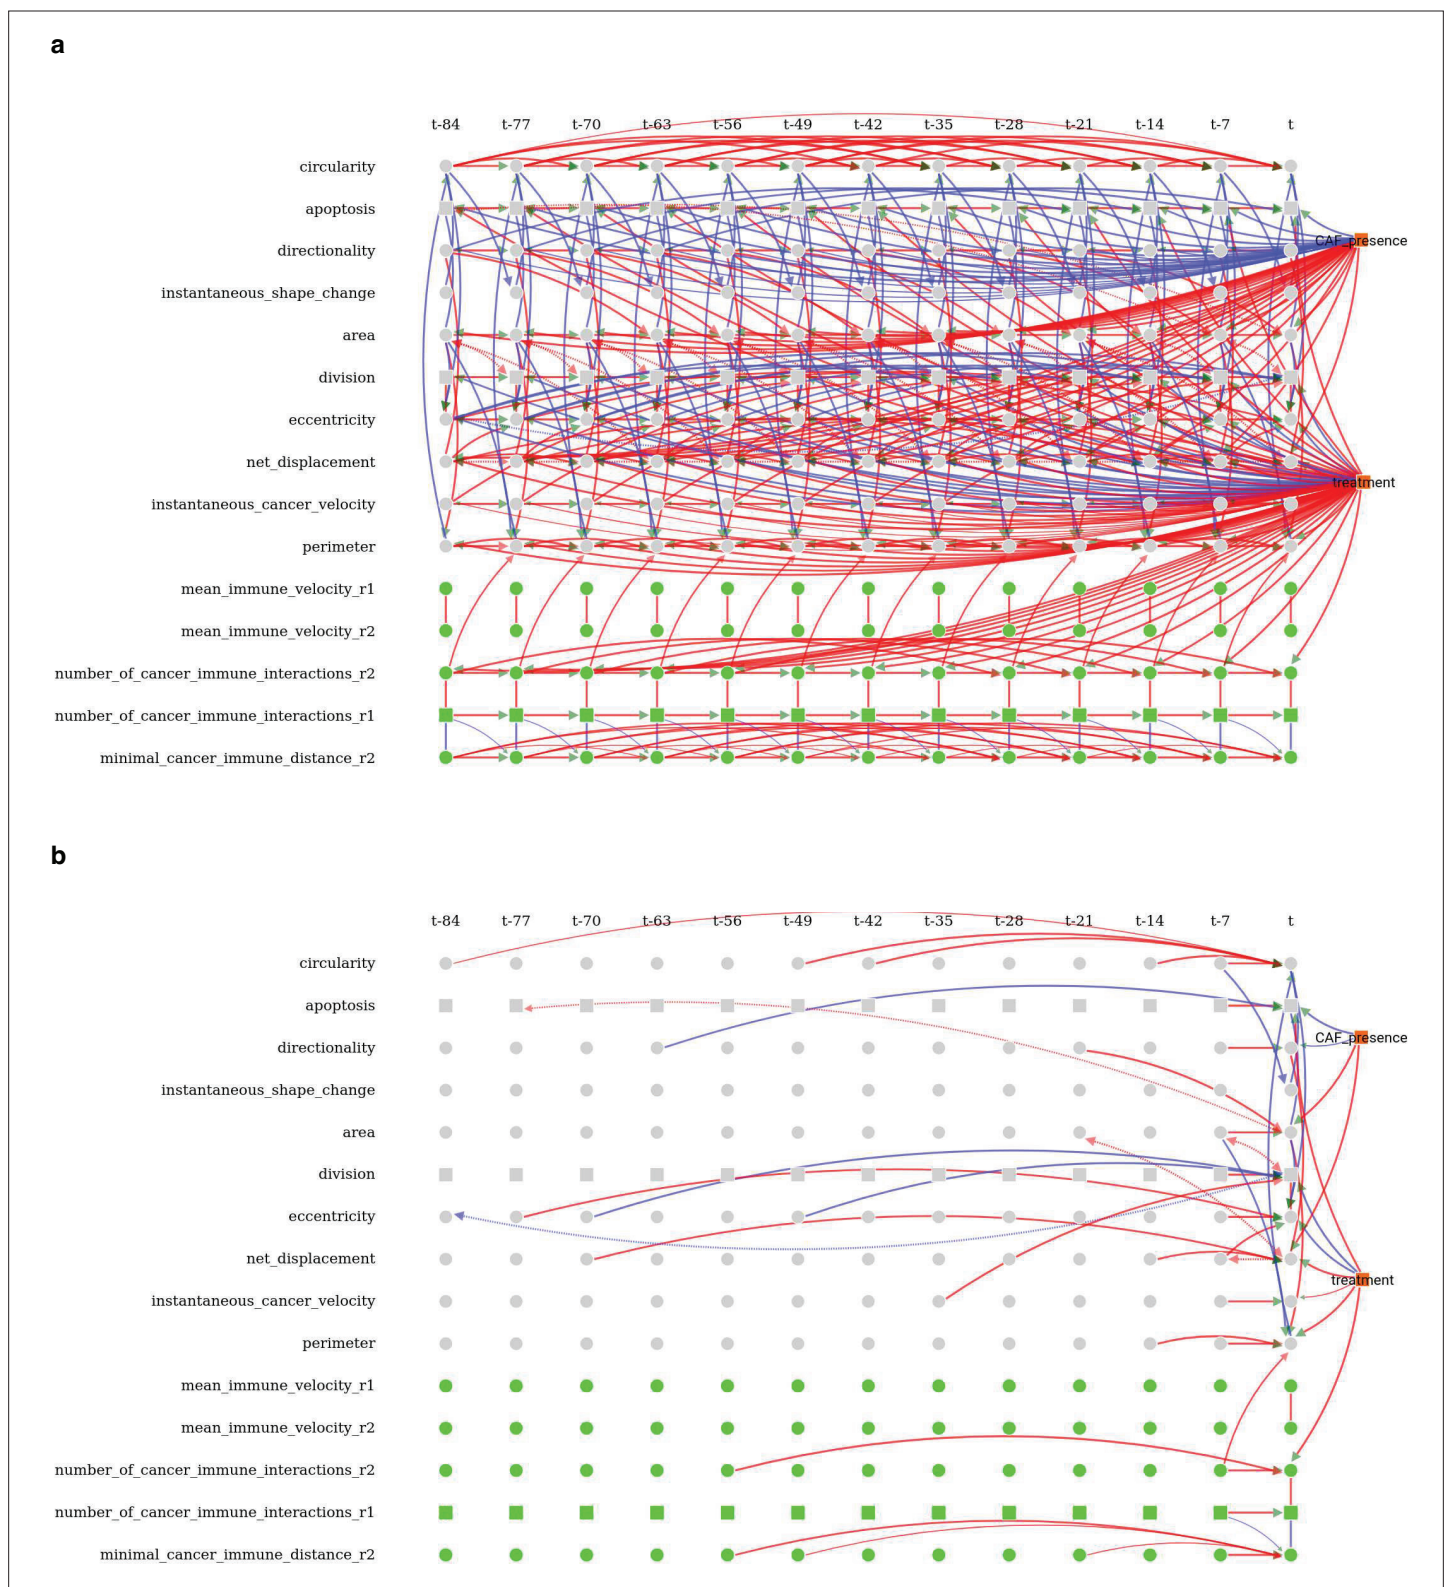 a
t-84 t-77 t-70 t-63 t-56 t-49 t-42 t-35 t-28 t-21 t-14 t-7 t
circularity
apoptosis
CAF_presence
directionality
instantaneous_shape_change
area
division
eccentricity
net_displacement
treatment
instantaneous_cancer_velocity
perimeter
mean_immune_velocity_r1
mean_immune_velocity_r2
number_of_cancer_immune_interactions_r2
number_of_cancer_immune_interactions_r1
minimal_cancer_immune_distance_r2
b
t-84 t-77 t-70 t-63 t-56 t-49 t-42 t-35 t-28 t-21 t-14 t-7 t
circularity
apoptosis
CAF_presence
directionality
instantaneous_shape_change
area
division
eccentricity
net_displacement
treatment
instantaneous_cancer_velocity
perimeter
mean_immune_velocity_r1
mean_immune_velocity_r2
number_of_cancer_immune_interactions_r2
number_of_cancer_immune_interactions_r1
minimal_cancer_immune_distance_r2